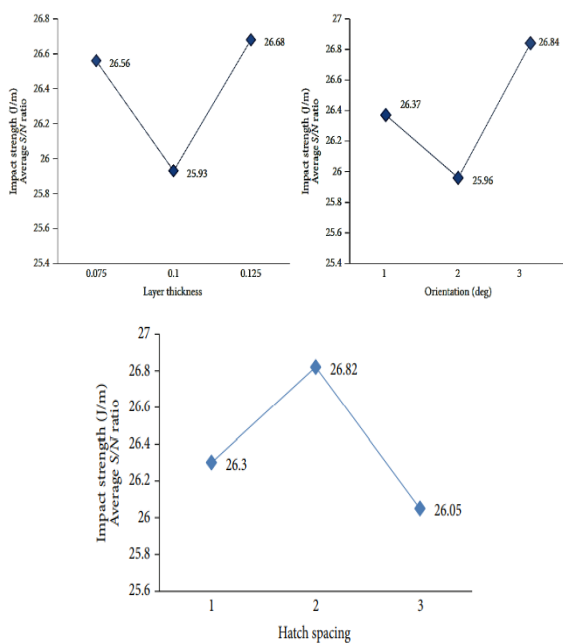 Impact strength (J/m)
Average S/N ratio
26.8
26.6
26.4
26.2
26
25.8
25.6
25.4
26.56
25.93
26.68
0.075 0.1 0.125
Layer thickness
Impact strength (J/m)
Average S/N ratio
27
26.8
26.6
26.4
26.2
26
25.8
25.6
25.4
26.37
25.96
26.84
1 2 3
Orientation (deg)
Impact strength (J/m)
Average S/N ratio
27
26.8
26.6
26.4
26.2
26
25.8
25.6
26.3
26.82
26.05
1 2 3
Hatch spacing